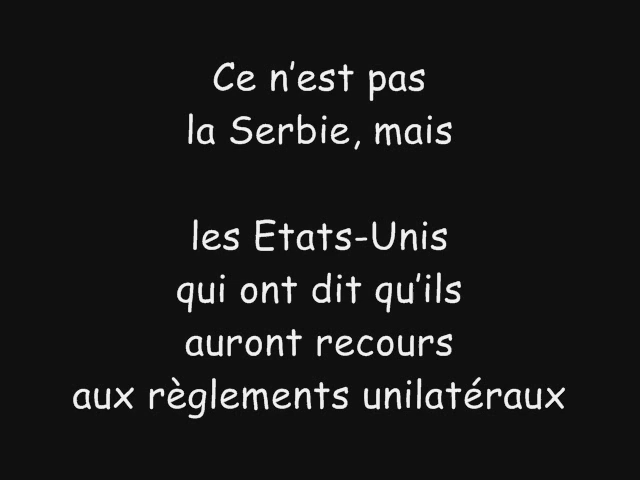 Ce n'est pas
la Serbie, mais
les Etats-Unis
qui ont dit qu'ils
auront recours
aux règlements unilatéraux